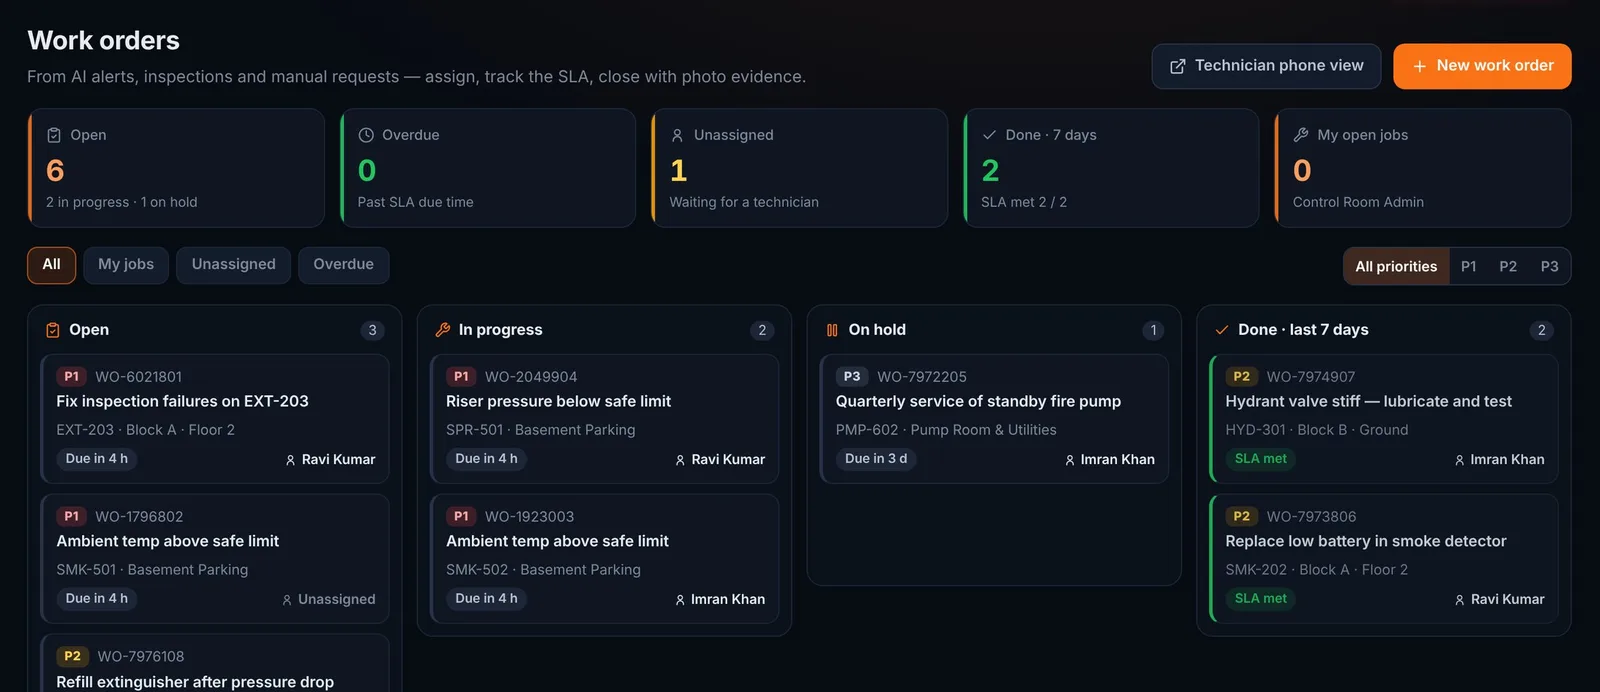 Work orders
From AI alerts, inspections and manual requests — assign, track the SLA, close with photo evidence.
Technician phone view
New work order
Open
6
2 in progress · 1 on hold
Overdue
0
Past SLA due time
Unassigned
1
Waiting for a technician
Done · 7 days
2
SLA met 2 / 2
My open jobs
0
Control Room Admin
All
My jobs
Unassigned
Overdue
All priorities
P1
P2
P3
Open
3
P1 WO-6021801
Fix inspection failures on EXT-203
EXT-203 · Block A · Floor 2
Due in 4 h
Ravi Kumar
P1 WO-1796802
Ambient temp above safe limit
SMK-501 · Basement Parking
Due in 4 h
Unassigned
P2 WO-7976108
Refill extinguisher after pressure drop
In progress
2
P1 WO-2049904
Riser pressure below safe limit
SPR-501 · Basement Parking
Due in 4 h
Ravi Kumar
P1 WO-1923003
Ambient temp above safe limit
SMK-502 · Basement Parking
Due in 4 h
Imran Khan
On hold
1
P3 WO-7972205
Quarterly service of standby fire pump
PMP-602 · Pump Room & Utilities
Due in 3 d
Imran Khan
Done · last 7 days
2
P2 WO-7974907
Hydrant valve stiff — lubricate and test
HYD-301 · Block B · Ground
SLA met
Imran Khan
P2 WO-7973806
Replace low battery in smoke detector
SMK-202 · Block A · Floor 2
SLA met
Ravi Kumar